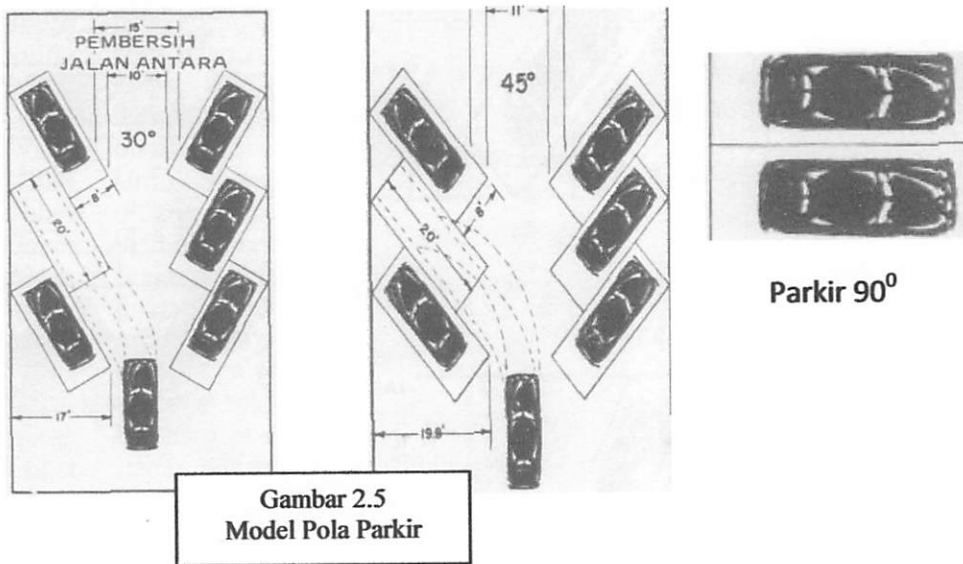 15'
PEMBERSIH
JALAN ANTARA
10'
30°
8'
20'
17'
11'
45°
8'
20'
19.9'
Parkir 90⁰
Gambar 2.5
Model Pola Parkir